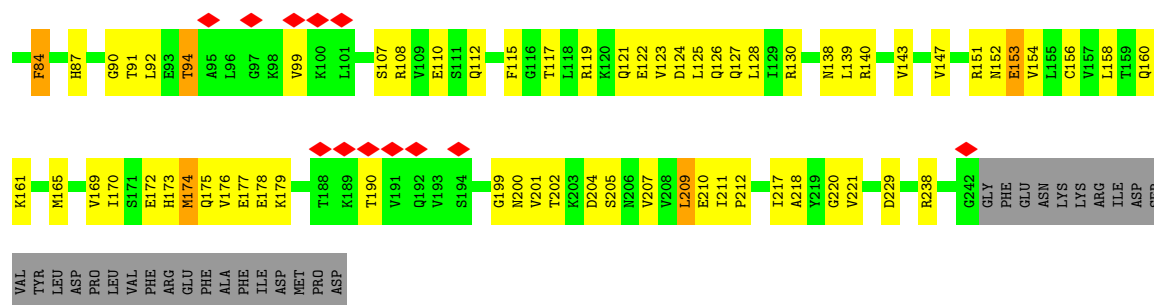 F84 H87 G90 T91 L92 E93 T94 A95 L96 G97 K98 V99 K100 L101 S107 R108 V109 E110 S111 Q112 F115 G116 T117 L118 R119 K120 Q121 E122 V123 D124 L125 Q126 Q127 L128 I129 R130 N138 L139 R140 V143 V147 R151 N152 E153 V154 L155 C156 V157 L158 T159 Q160
K161 M165 V169 I170 S171 E172 H173 M174 Q175 V176 E177 E178 K179 T188 K189 T190 V191 Q192 V193 S194 G199 N200 V201 T202 K203 D204 S205 N206 V207 V208 L209 E210 I211 P212 I217 A218 Y219 G220 V221 D229 R238 G242 GLY PHE GLU ASN LYS LYS ARG ILE ASP SER
VAL TYR LEU ASP PRO LEU VAL PHE ARG GLU PHE ALA PHE ILE ASP MET PRO ASP